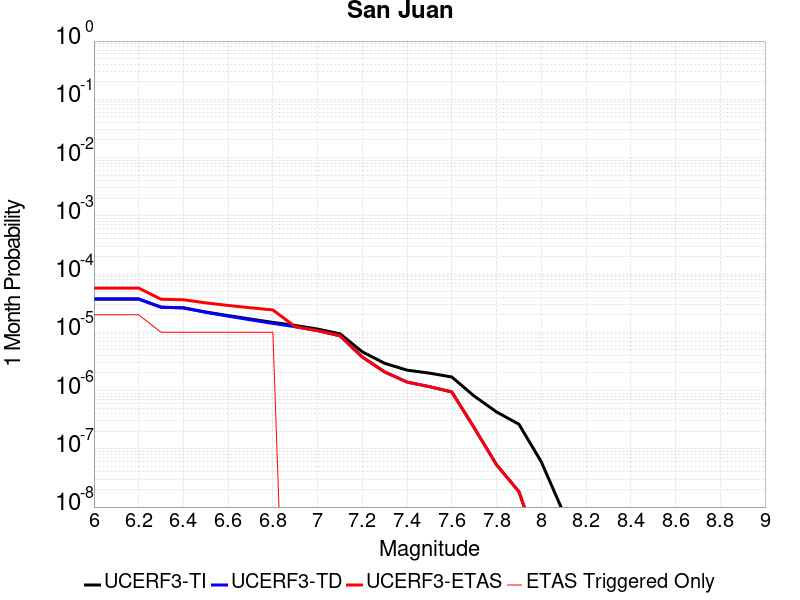 San Juan
1 Month Probability
10^0
10^-1
10^-2
10^-3
10^-4
10^-5
10^-6
10^-7
10^-8
6 6.2 6.4 6.6 6.8 7 7.2 7.4 7.6 7.8 8 8.2 8.4 8.6 8.8 9
Magnitude
UCERF3-TI UCERF3-TD UCERF3-ETAS ETAS Triggered Only